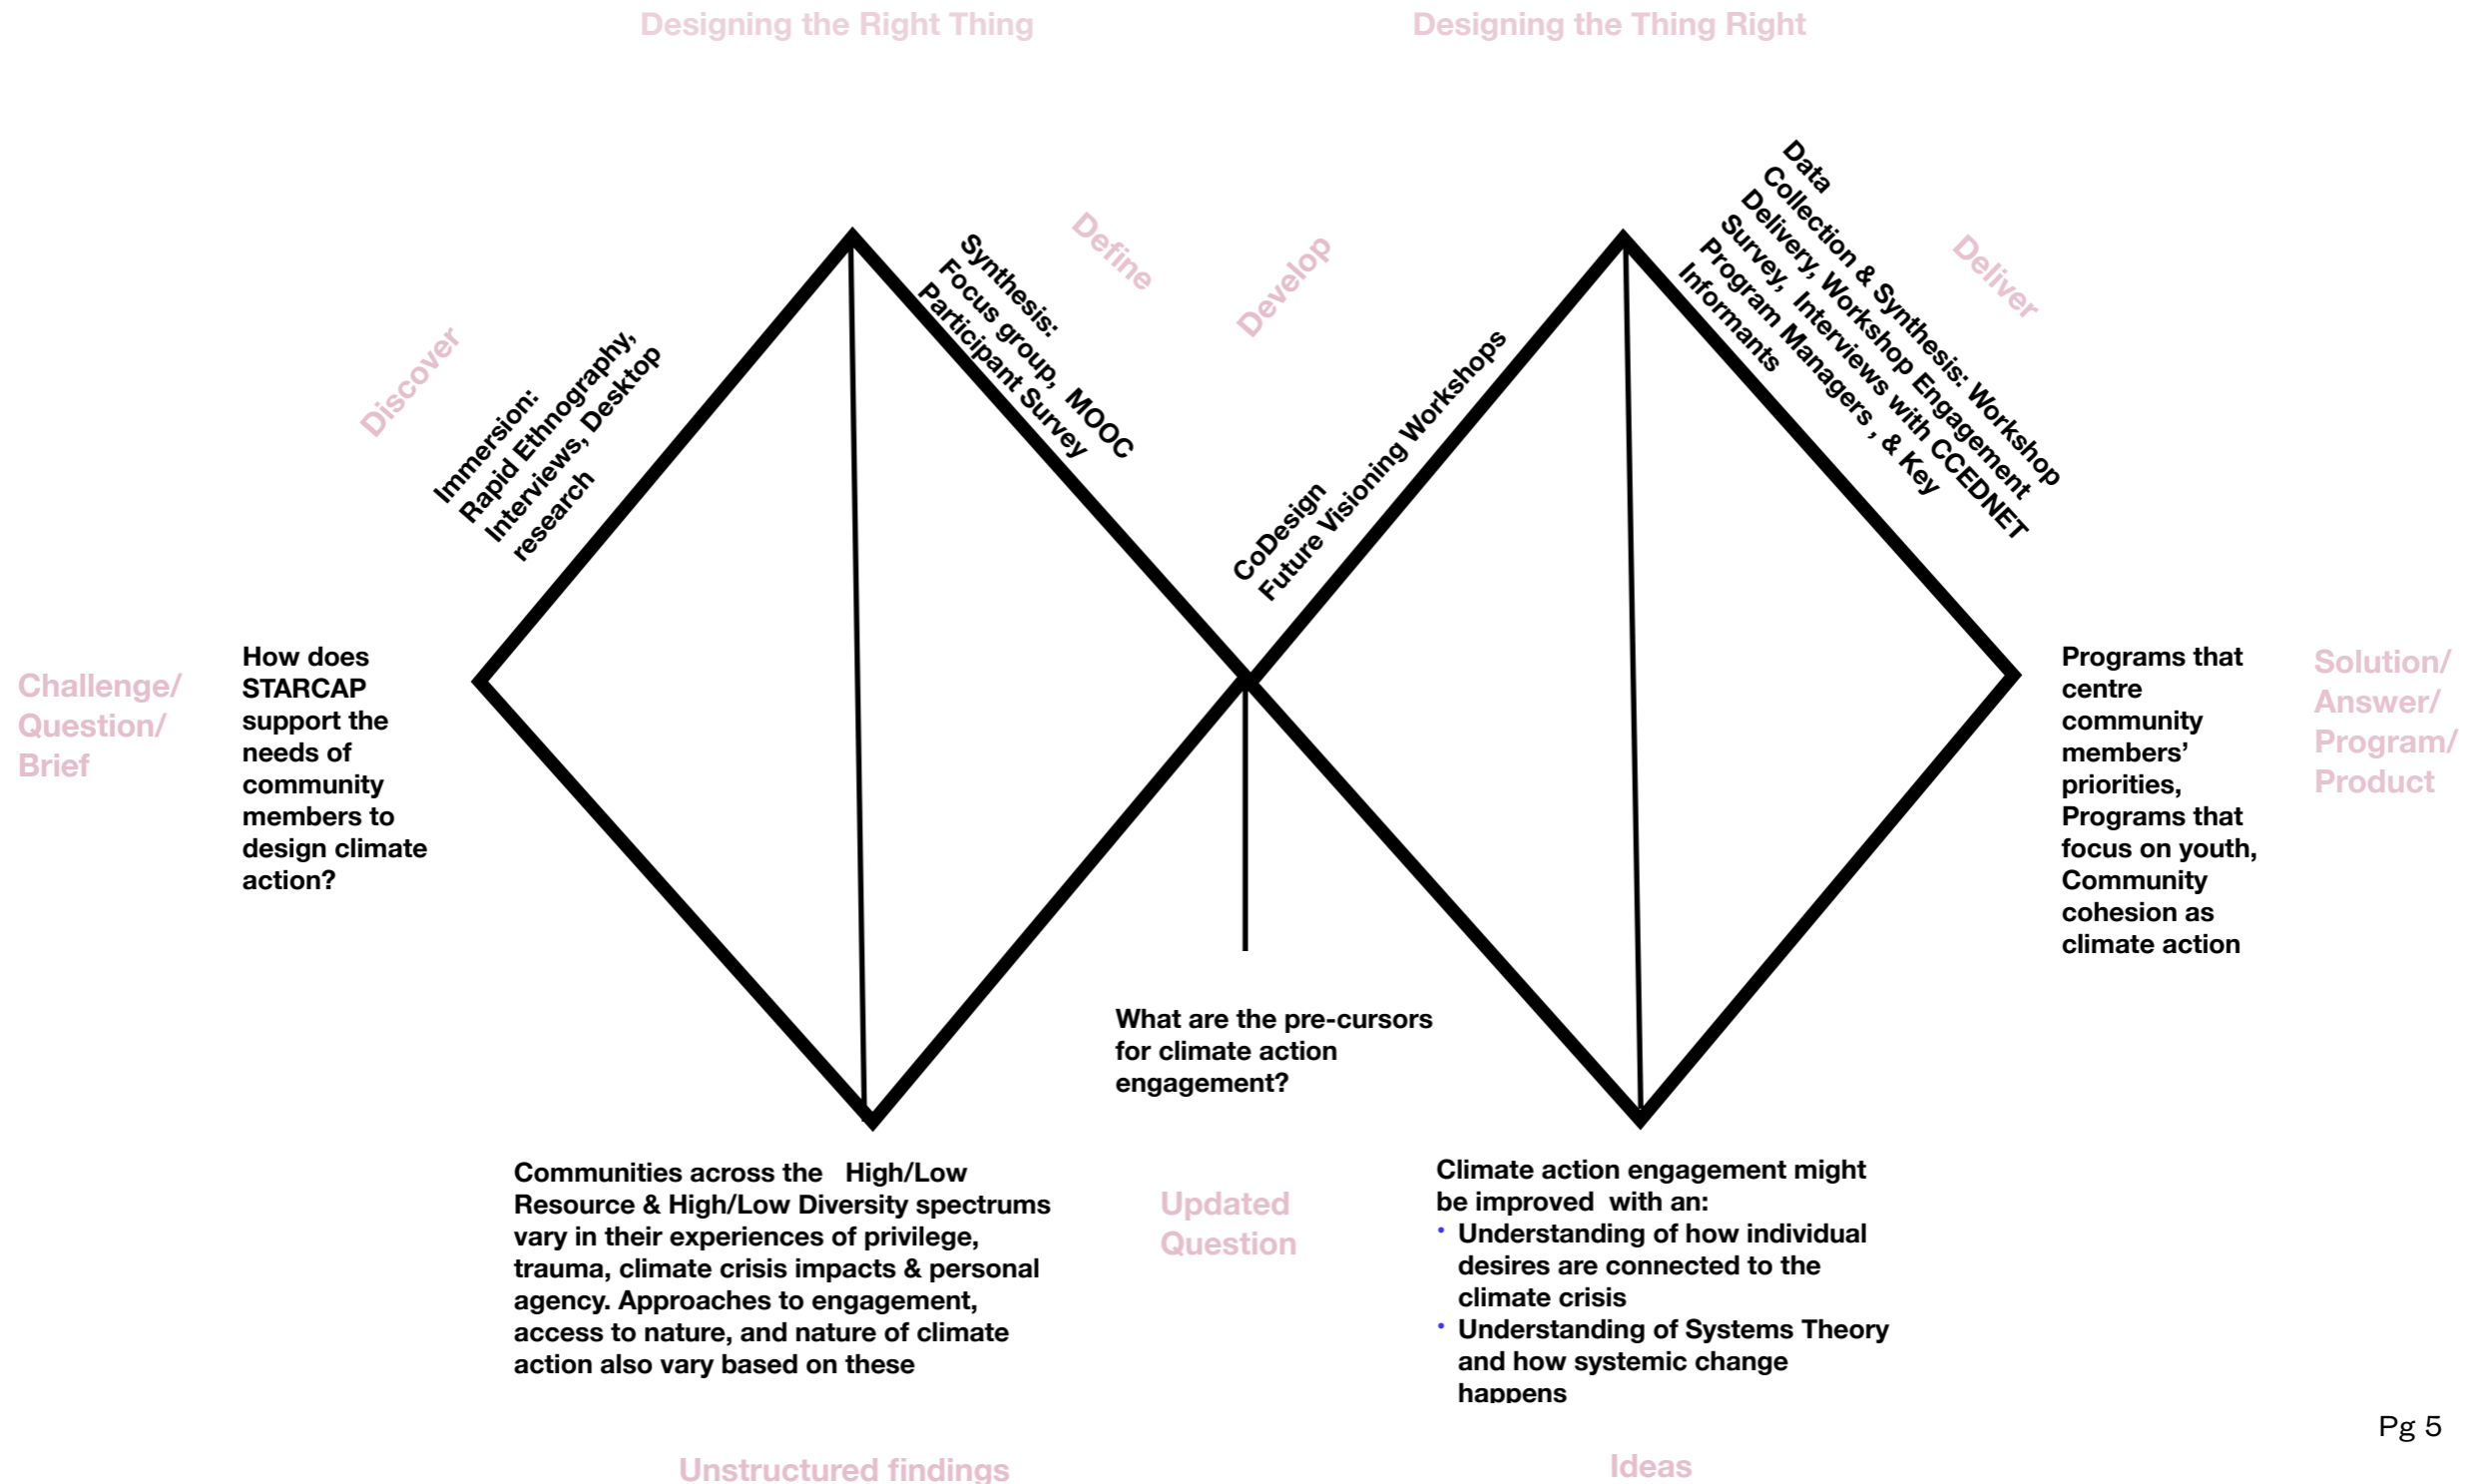 Designing the Right Thing
Designing the Thing Right
Discover
Immersion:
Rapid Ethnography,
Interviews, Desktop
research
Define
Synthesis:
Focus group, MOOC
Participant Survey
Develop
CoDesign
Future Visioning Workshops
Deliver
Data
Collection & Synthesis: Workshop
Delivery, Workshop Engagement
Survey, Interviews with CCEDNET
Program Managers , & Key
Informants
Challenge/
Question/
Brief
How does
STARCAP
support the
needs of
community
members to
design climate
action?
Programs that
centre
community
members’
priorities,
Programs that
focus on youth,
Community
cohesion as
climate action
Solution/
Answer/
Program/
Product
What are the pre-cursors
for climate action
engagement?
Updated
Question
Communities across the High/Low
Resource & High/Low Diversity spectrums
vary in their experiences of privilege,
trauma, climate crisis impacts & personal
agency. Approaches to engagement,
access to nature, and nature of climate
action also vary based on these
Climate action engagement might
be improved with an:
• Understanding of how individual
desires are connected to the
climate crisis
• Understanding of Systems Theory
and how systemic change
happens
Unstructured findings
Ideas
Pg 5